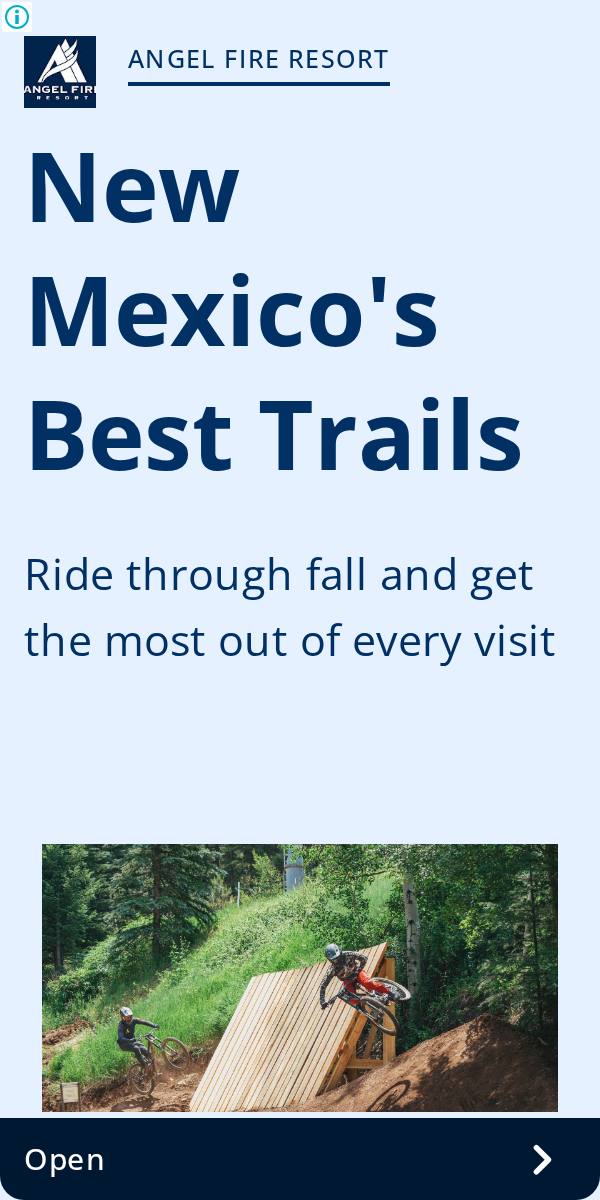 ANGEL FIRE
RESORT
ANGEL FIRE RESORT
New
Mexico's
Best Trails
Ride through fall and get
the most out of every visit
Open